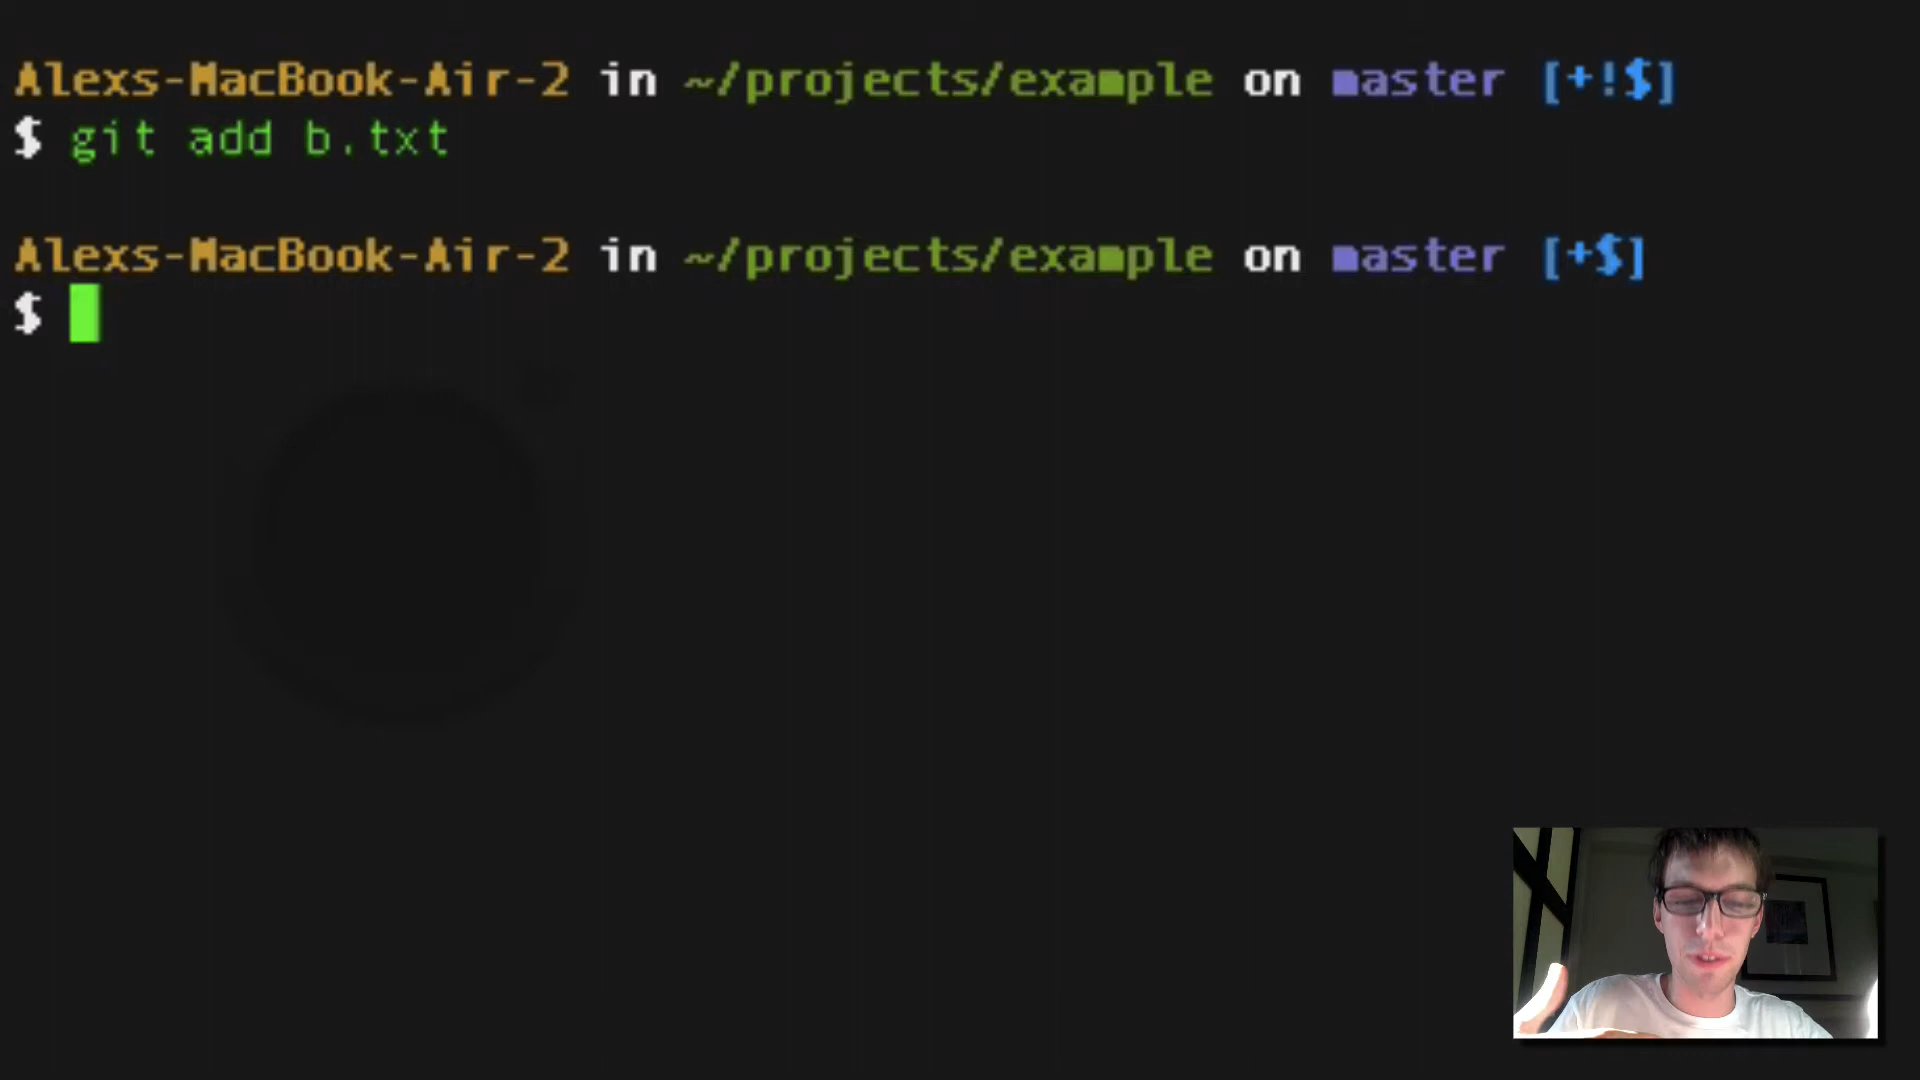 Alexs-MacBook-Air-2 in ~/projects/example on master [+!$]
$ git add b.txt
Alexs-MacBook-Air-2 in ~/projects/example on master [+$]
$